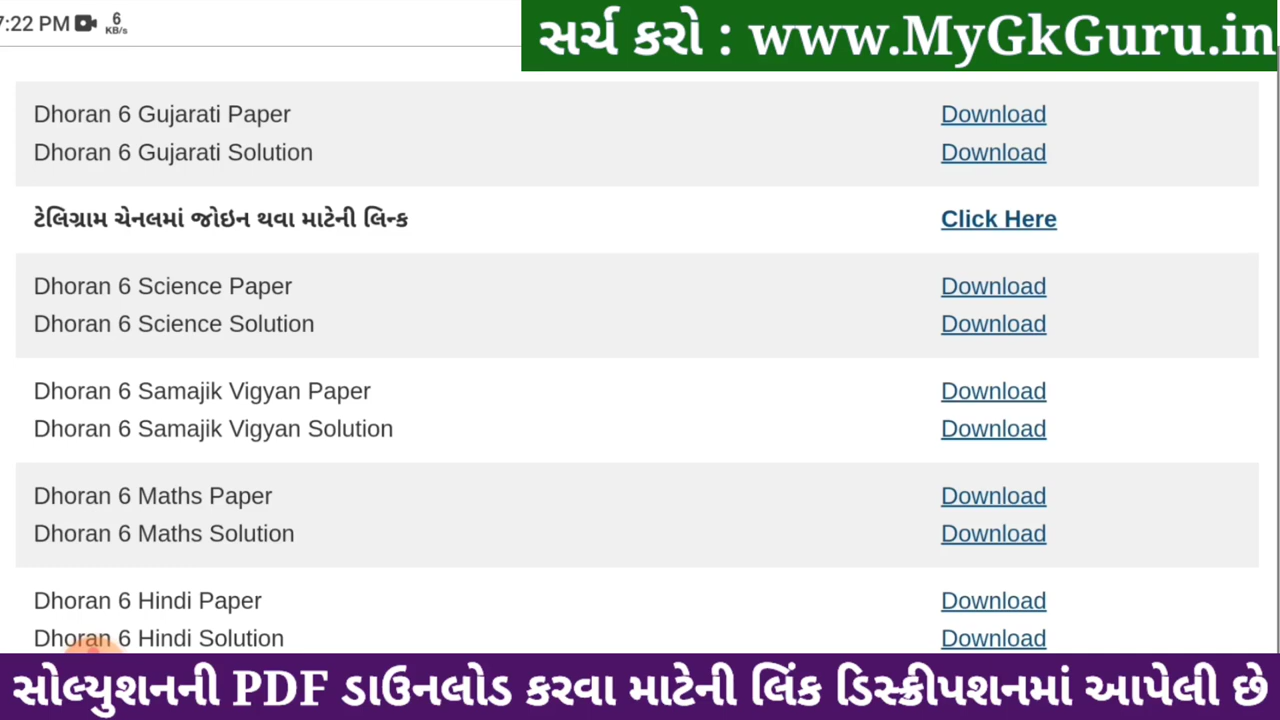 7:22 PM 6 KB/s
સર્ચ કરો : www.MyGkGuru.in
Dhoran 6 Gujarati Paper Download
Dhoran 6 Gujarati Solution Download
ટેલિગ્રામ ચેનલમાં જોઇન થવા માટેની લિન્ક Click Here
Dhoran 6 Science Paper Download
Dhoran 6 Science Solution Download
Dhoran 6 Samajik Vigyan Paper Download
Dhoran 6 Samajik Vigyan Solution Download
Dhoran 6 Maths Paper Download
Dhoran 6 Maths Solution Download
Dhoran 6 Hindi Paper Download
Dhoran 6 Hindi Solution Download
સોલ્યુશનની PDF ડાઉનલોડ કરવા માટેની લિંક ડિસ્ક્રીપશનમાં આપેલી છે